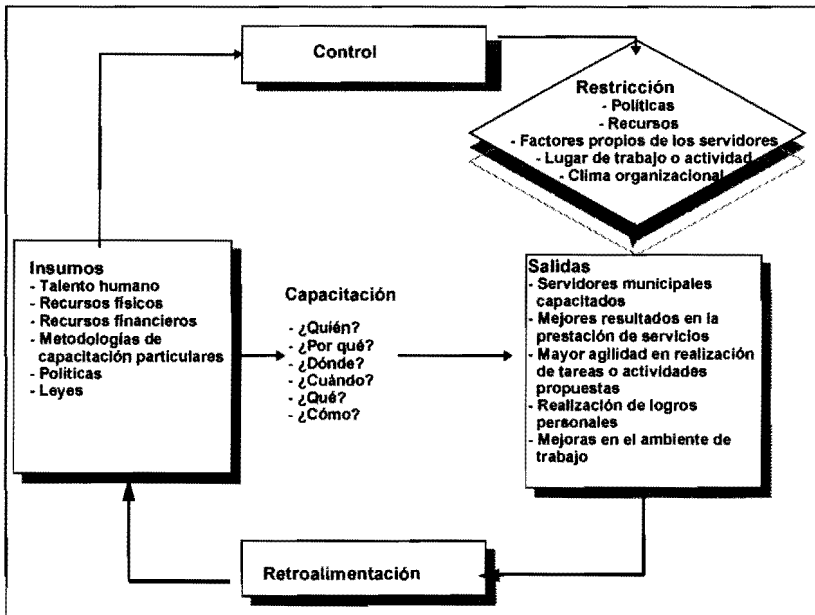 Control
Restricción
- Políticas
- Recursos
- Factores propios de los servidores
- Lugar de trabajo o actividad
- Clima organizacional
Insumos
- Talento humano
- Recursos físicos
- Recursos financieros
- Metodologías de
capacitación particulares
- Políticas
- Leyes
Capacitación
- ¿Quién?
- ¿Por qué?
- ¿Dónde?
- ¿Cuándo?
- ¿Qué?
- ¿Cómo?
Salidas
- Servidores municipales
capacitados
- Mejores resultados en la
prestación de servicios
- Mayor agilidad en realización
de tareas o actividades
propuestas
- Realización de logros
personales
- Mejoras en el ambiente de
trabajo
Retroalimentación